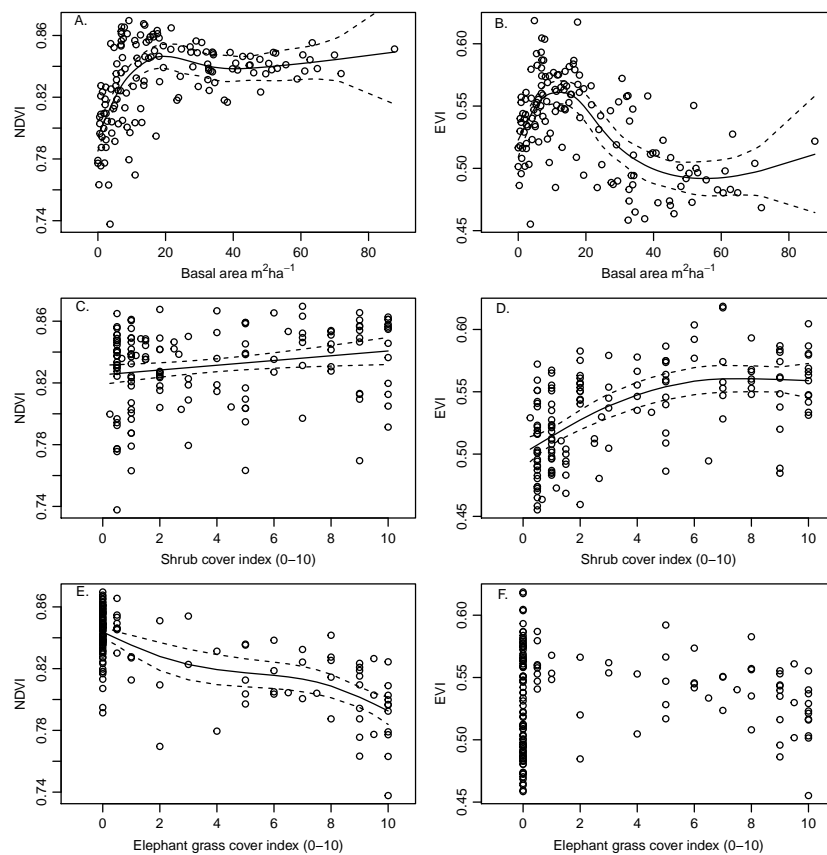 A.
NDVI
0.74 0.78 0.82 0.86
0 20 40 60 80
Basal area m²ha⁻¹
B.
EVI
0.45 0.50 0.55 0.60
0 20 40 60 80
Basal area m²ha⁻¹
C.
NDVI
0.74 0.78 0.82 0.86
0 2 4 6 8 10
Shrub cover index (0–10)
D.
EVI
0.45 0.50 0.55 0.60
0 2 4 6 8 10
Shrub cover index (0–10)
E.
NDVI
0.74 0.78 0.82 0.86
0 2 4 6 8 10
Elephant grass cover index (0–10)
F.
EVI
0.45 0.50 0.55 0.60
0 2 4 6 8 10
Elephant grass cover index (0–10)